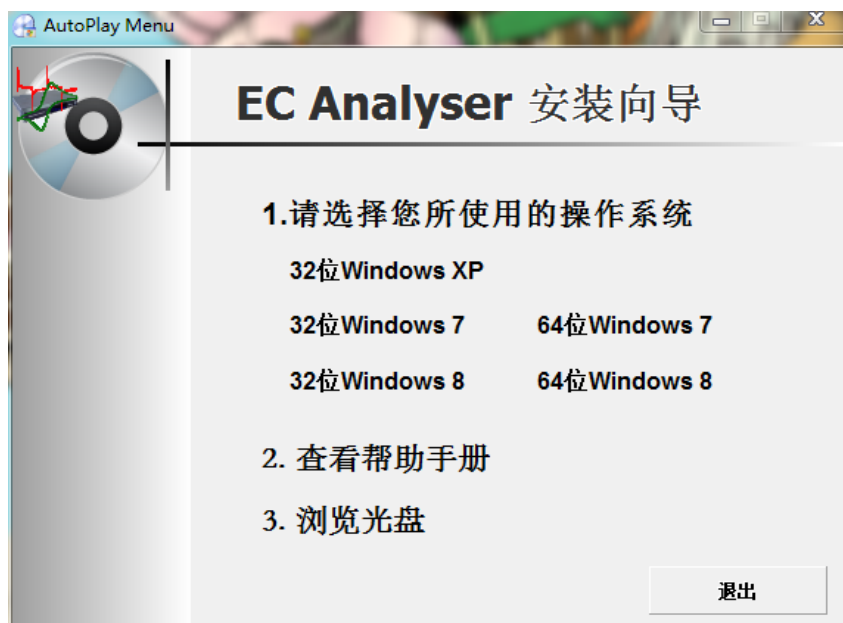 AutoPlay Menu
EC Analyser 安装向导
1.请选择您所使用的操作系统
32位Windows XP
32位Windows 7 64位Windows 7
32位Windows 8 64位Windows 8
2. 查看帮助手册
3. 浏览光盘
退出